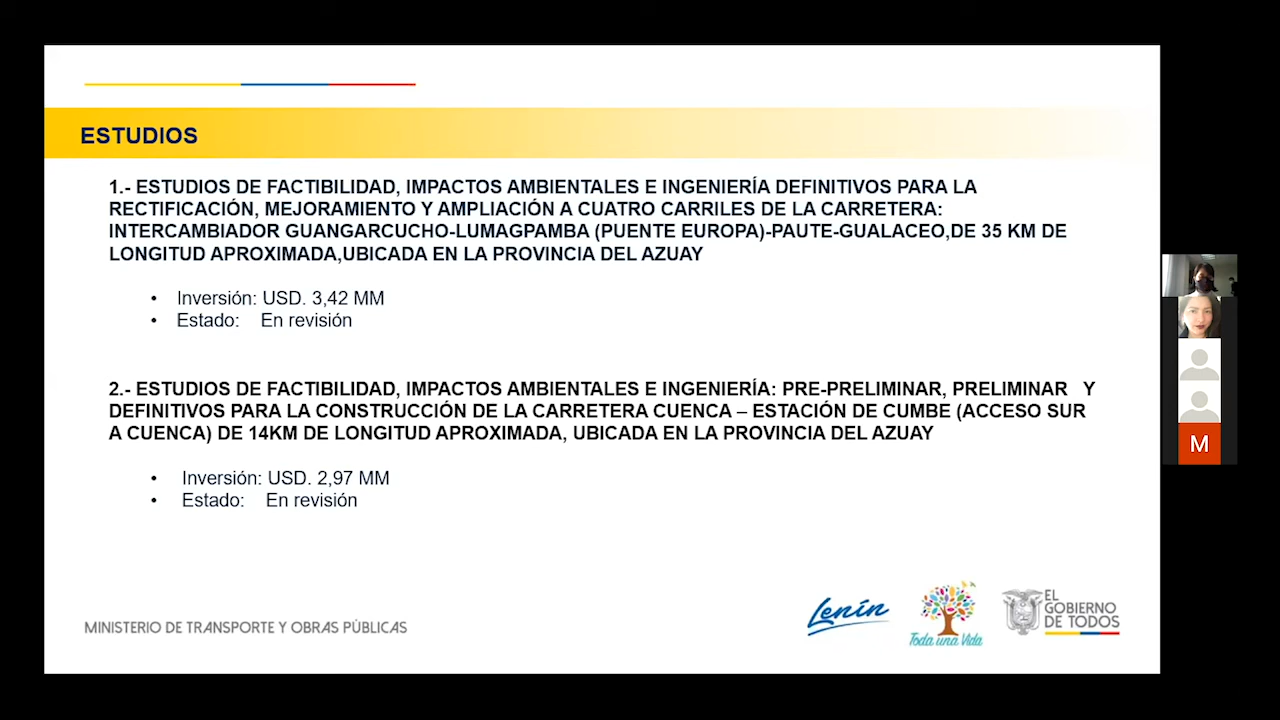 ESTUDIOS
1.- ESTUDIOS DE FACTIBILIDAD, IMPACTOS AMBIENTALES E INGENIERÍA DEFINITIVOS PARA LA
RECTIFICACIÓN, MEJORAMIENTO Y AMPLIACIÓN A CUATRO CARRILES DE LA CARRETERA:
INTERCAMBIADOR GUANGARCUCHO-LUMAGPAMBA (PUENTE EUROPA)-PAUTE-GUALACEO,DE 35 KM DE
LONGITUD APROXIMADA,UBICADA EN LA PROVINCIA DEL AZUAY
• Inversión: USD. 3,42 MM
• Estado: En revisión
2.- ESTUDIOS DE FACTIBILIDAD, IMPACTOS AMBIENTALES E INGENIERÍA: PRE-PRELIMINAR, PRELIMINAR Y
DEFINITIVOS PARA LA CONSTRUCCIÓN DE LA CARRETERA CUENCA – ESTACIÓN DE CUMBE (ACCESO SUR
A CUENCA) DE 14KM DE LONGITUD APROXIMADA, UBICADA EN LA PROVINCIA DEL AZUAY
• Inversión: USD. 2,97 MM
• Estado: En revisión
MINISTERIO DE TRANSPORTE Y OBRAS PÚBLICAS
Lenín
Toda una Vida
EL
GOBIERNO
DE TODOS
M